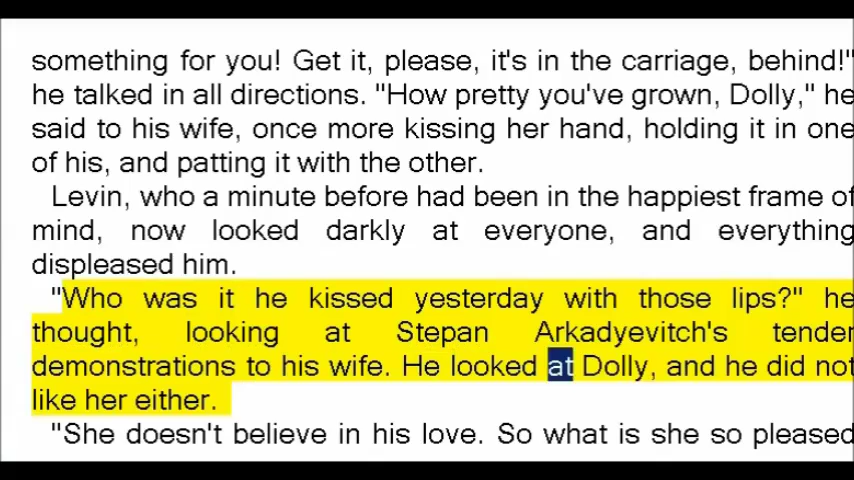 something for you! Get it, please, it's in the carriage, behind!"
he talked in all directions. "How pretty you've grown, Dolly," he
said to his wife, once more kissing her hand, holding it in one
of his, and patting it with the other.
Levin, who a minute before had been in the happiest frame of
mind, now looked darkly at everyone, and everything
displeased him.
"Who was it he kissed yesterday with those lips?" he
thought, looking at Stepan Arkadyevitch's tender
demonstrations to his wife. He looked at Dolly, and he did not
like her either.
"She doesn't believe in his love. So what is she so pleased